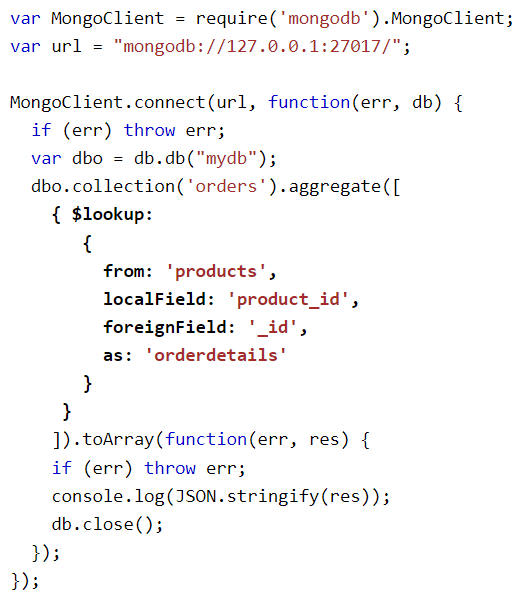 var MongoClient = require('mongodb').MongoClient;
var url = "mongodb://127.0.0.1:27017/";

MongoClient.connect(url, function(err, db) {
  if (err) throw err;
  var dbo = db.db("mydb");
  dbo.collection('orders').aggregate([
    { $lookup:
       {
         from: 'products',
         localField: 'product_id',
         foreignField: '_id',
         as: 'orderdetails'
       }
     }
    ]).toArray(function(err, res) {
    if (err) throw err;
    console.log(JSON.stringify(res));
    db.close();
  });
});